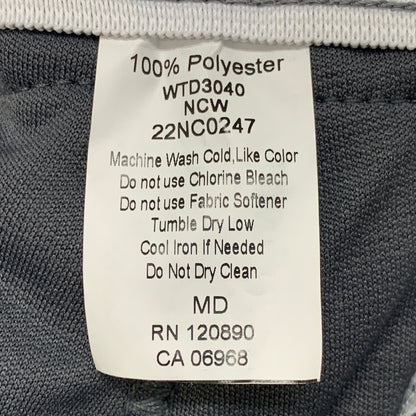 100% Polyester
WTD3040
NCW
22NC0247
Machine Wash Cold,Like Color
Do not use Chlorine Bleach
Do not use Fabric Softener
Tumble Dry Low
Cool Iron If Needed
Do Not Dry Clean
MD
RN 120890
CA 06968